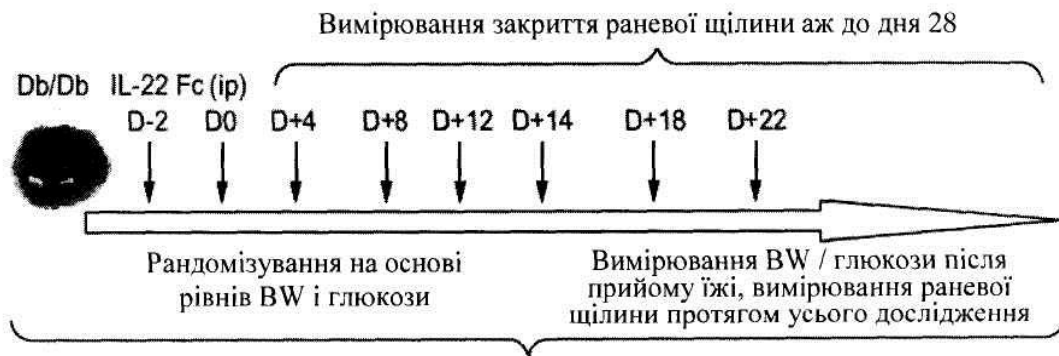 Вимірювання закриття раневої щілини аж до дня 28
Db/Db IL-22 Fc (ip)
D-2 D0 D+4 D+8 D+12 D+14 D+18 D+22
Рандомізування на основі
рівнів BW і глюкози
Вимірювання BW / глюкози після
прийому їжі, вимірювання раневої
щілини протягом усього дослідження